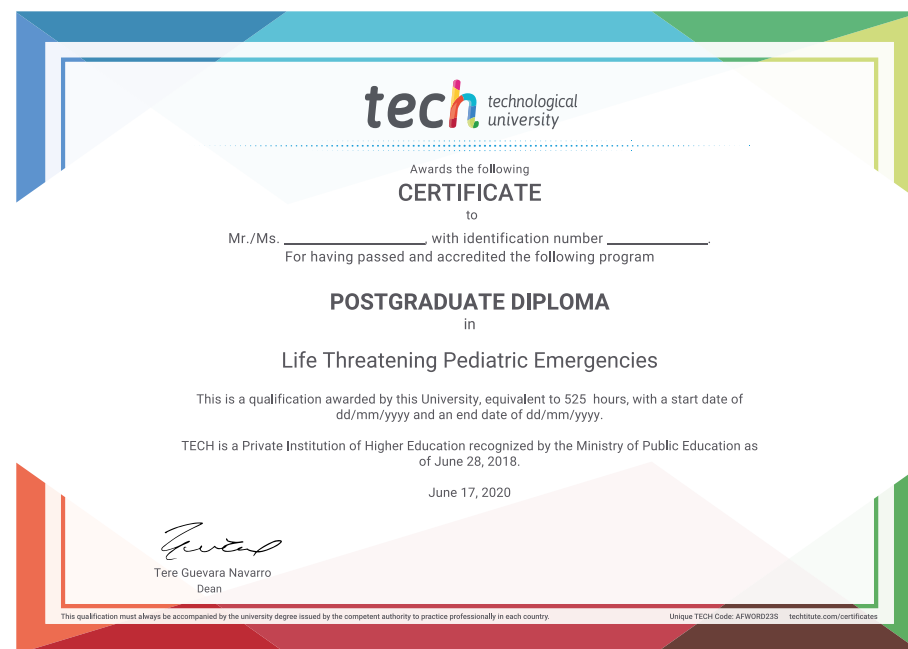 tech technological
university
Awards the following
CERTIFICATE
to
Mr./Ms. ____________________, with identification number ______________.
For having passed and accredited the following program
POSTGRADUATE DIPLOMA
in
Life Threatening Pediatric Emergencies
This is a qualification awarded by this University, equivalent to 525 hours, with a start date of
dd/mm/yyyy and an end date of dd/mm/yyyy.
TECH is a Private Institution of Higher Education recognized by the Ministry of Public Education as
of June 28, 2018.
June 17, 2020
Tere Guevara Navarro
Dean
This qualification must always be accompanied by the university degree issued by the competent authority to practice professionally in each country. Unique TECH Code: AFWORD23S techtitute.com/certificates